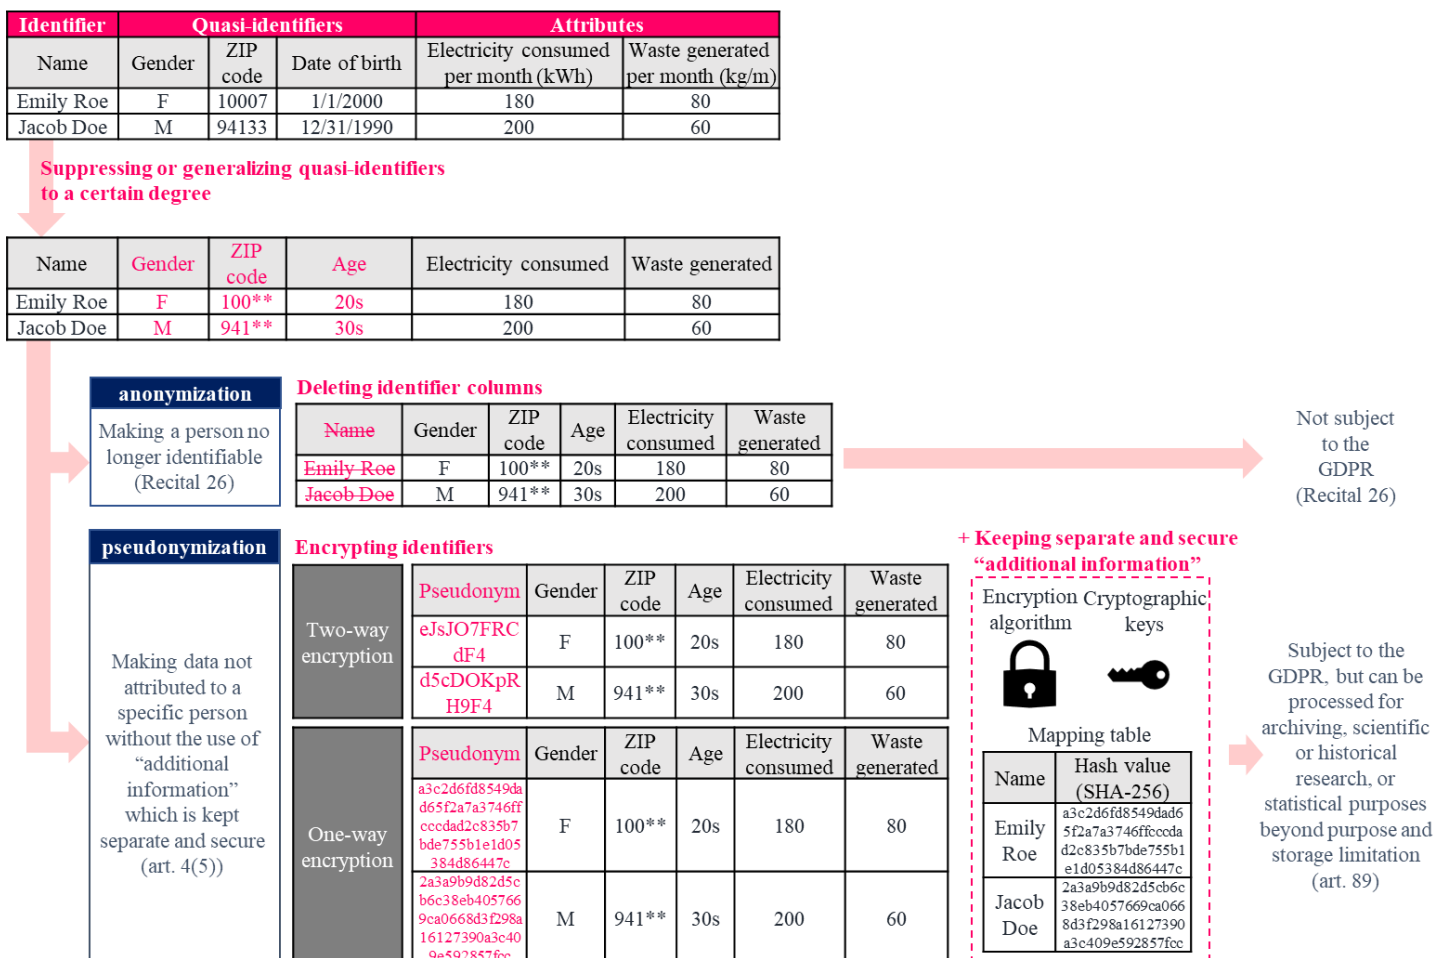 Identifier Quasi-identifiers Attributes
Name Gender ZIP code Date of birth Electricity consumed per month (kWh) Waste generated per month (kg/m)
Emily Roe F 10007 1/1/2000 180 80
Jacob Doe M 94133 12/31/1990 200 60
Suppressing or generalizing quasi-identifiers
to a certain degree
Name Gender ZIP code Age Electricity consumed Waste generated
Emily Roe F 100** 20s 180 80
Jacob Doe M 941** 30s 200 60
anonymization
Making a person no
longer identifiable
(Recital 26)
Deleting identifier columns
Name Gender ZIP code Age Electricity consumed Waste generated
Emily Roe F 100** 20s 180 80
Jacob Doe M 941** 30s 200 60
Not subject
to the
GDPR
(Recital 26)
pseudonymization
Making data not
attributed to a
specific person
without the use of
“additional
information”
which is kept
separate and secure
(art. 4(5))
Encrypting identifiers
Two-way
encryption
Pseudonym Gender ZIP code Age Electricity consumed Waste generated
eJsJO7FRC
dF4
F 100** 20s 180 80
d5cDOKpR
H9F4
M 941** 30s 200 60
One-way
encryption
Pseudonym Gender ZIP code Age Electricity consumed Waste generated
a3c2d6fd8549da
d65f2a7a3746ff
cccdad2c835b7
bde755b1e1d05
384d86447c
F 100** 20s 180 80
2a3a9b9d82d5c
b6c38eb405766
9ca0668d3f298a
16127390a3c40
9e592857fcc
M 941** 30s 200 60
+ Keeping separate and secure
“additional information”
Encryption
algorithm
Cryptographic
keys
Mapping table
Name Hash value (SHA-256)
Emily
Roe
a3c2d6fd8549dad6
5f2a7a3746ffcccda
d2c835b7bde755b1
e1d05384d86447c
Jacob
Doe
2a3a9b9d82d5cb6c
38eb4057669ca066
8d3f298a16127390
a3c409e592857fcc
Subject to the
GDPR, but can be
processed for
archiving, scientific
or historical
research, or
statistical purposes
beyond purpose and
storage limitation
(art. 89)